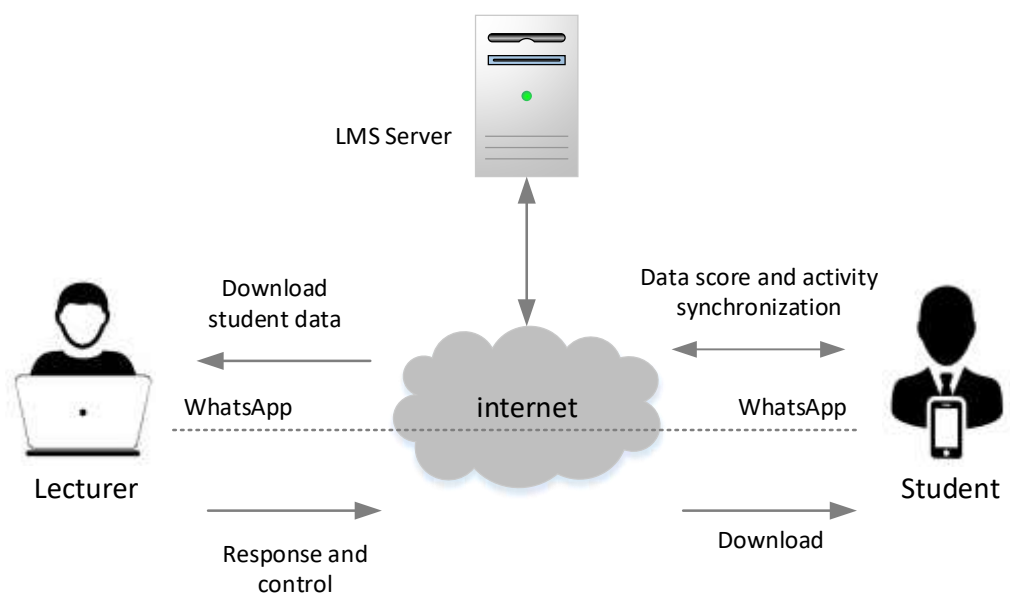 LMS Server
Download
student data
Data score and activity
synchronization
WhatsApp
internet
WhatsApp
Lecturer
Student
Response and
control
Download